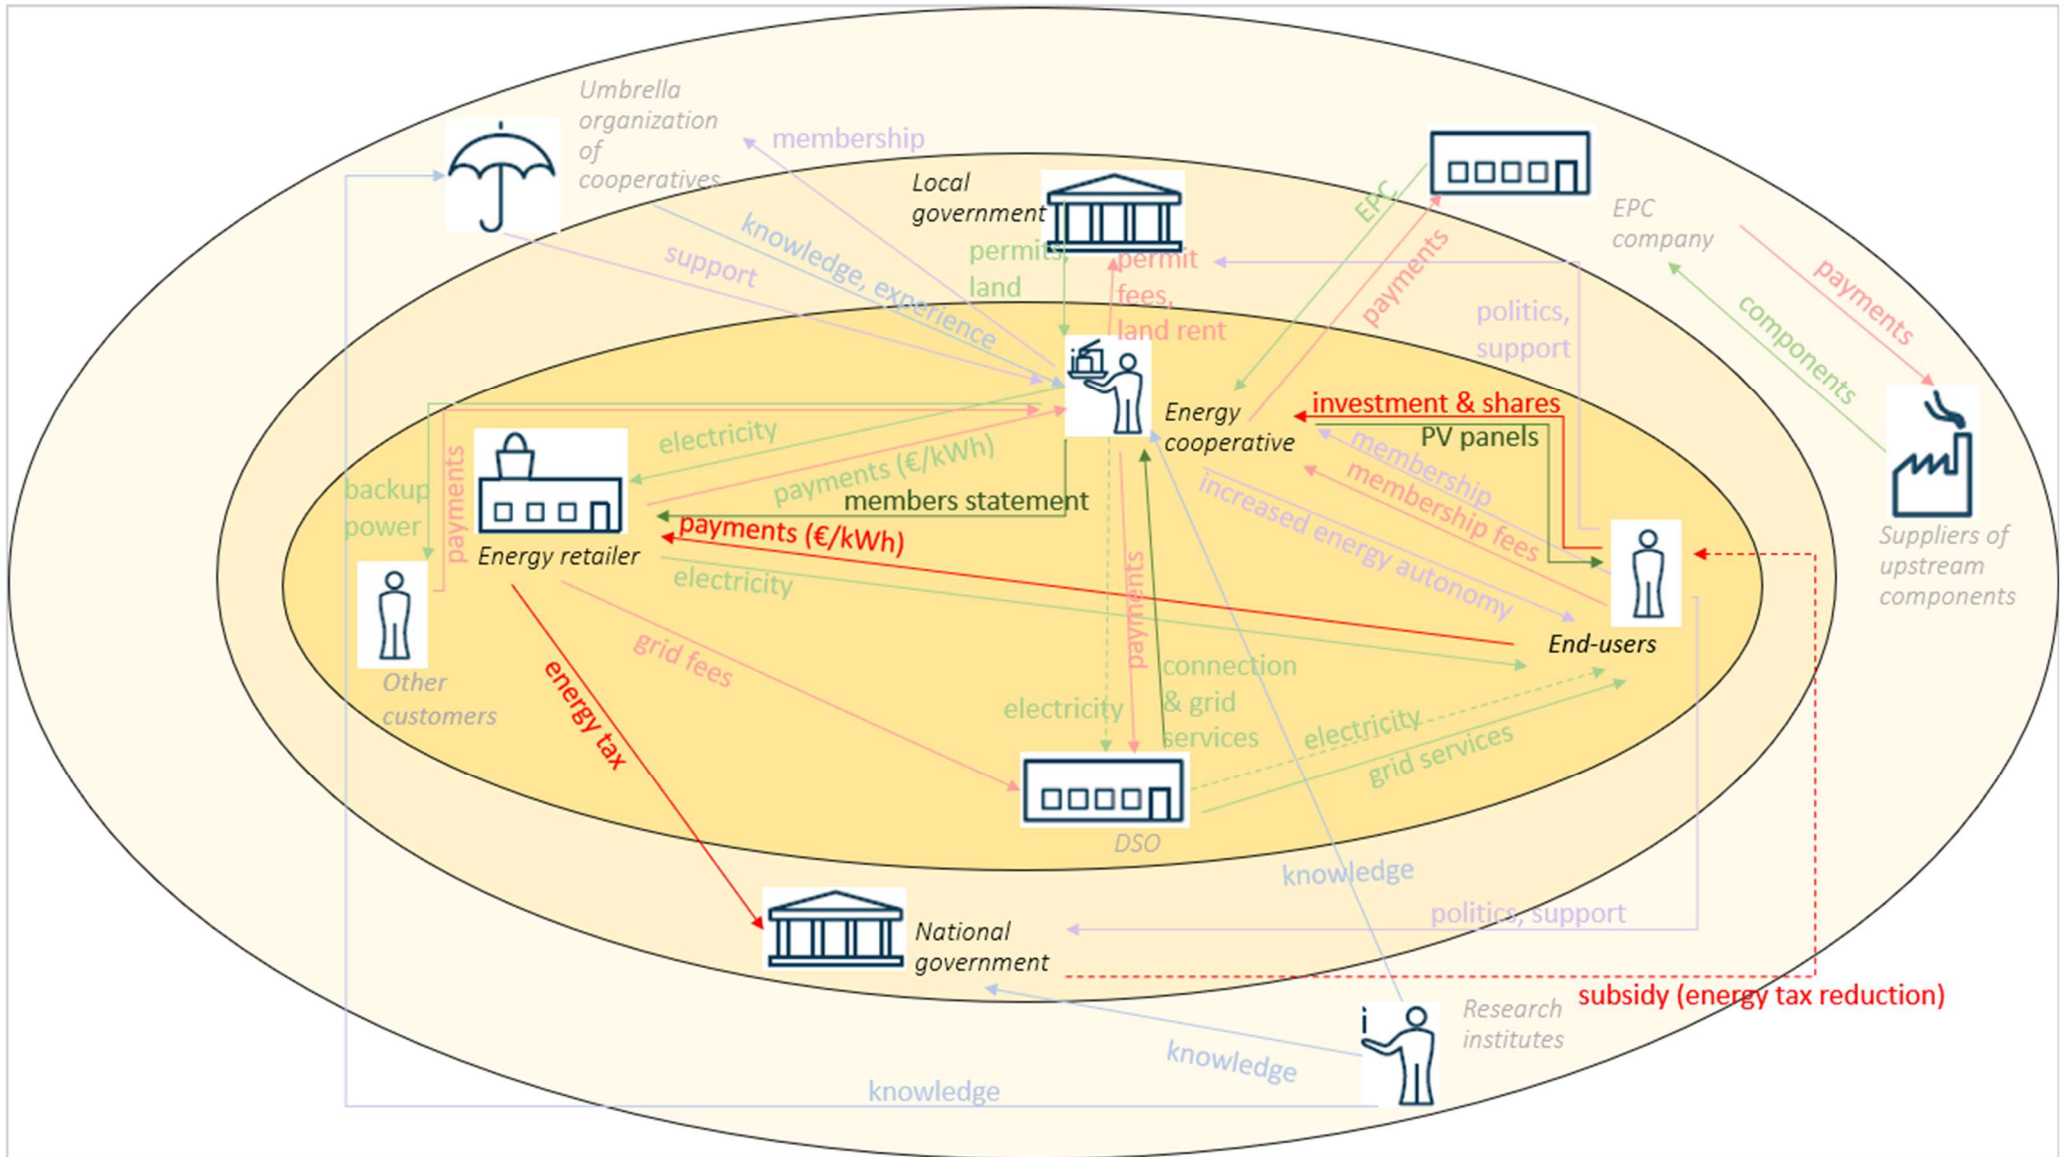 Umbrella
organization
of
cooperatives
membership
Local
government
EPC
EPC
company
knowledge, experience
support
permits,
land
permit
fees,
land rent
payments
politics,
support
payments
components
Energy
cooperative
investment & shares
PV panels
membership
membership fees
increased energy autonomy
electricity
payments (€/kWh)
members statement
payments (€/kWh)
electricity
backup
power
payments
Energy retailer
Suppliers of
upstream
components
End-users
Other
customers
grid fees
energy tax
payments
electricity
connection
& grid
services
electricity
grid services
DSO
knowledge
politics, support
National
government
subsidy (energy tax reduction)
i
Research
institutes
knowledge
knowledge